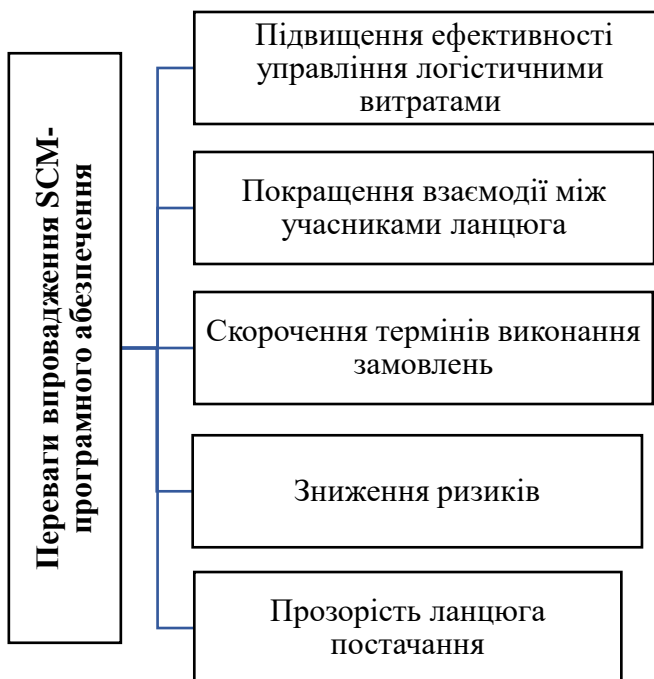 Переваги впровадження SCM-
програмного абезпечення
Підвищення ефективності
управління логістичними
витратами
Покращення взаємодії між
учасниками ланцюга
Скорочення термінів виконання
замовлень
Зниження ризиків
Прозорість ланцюга
постачання